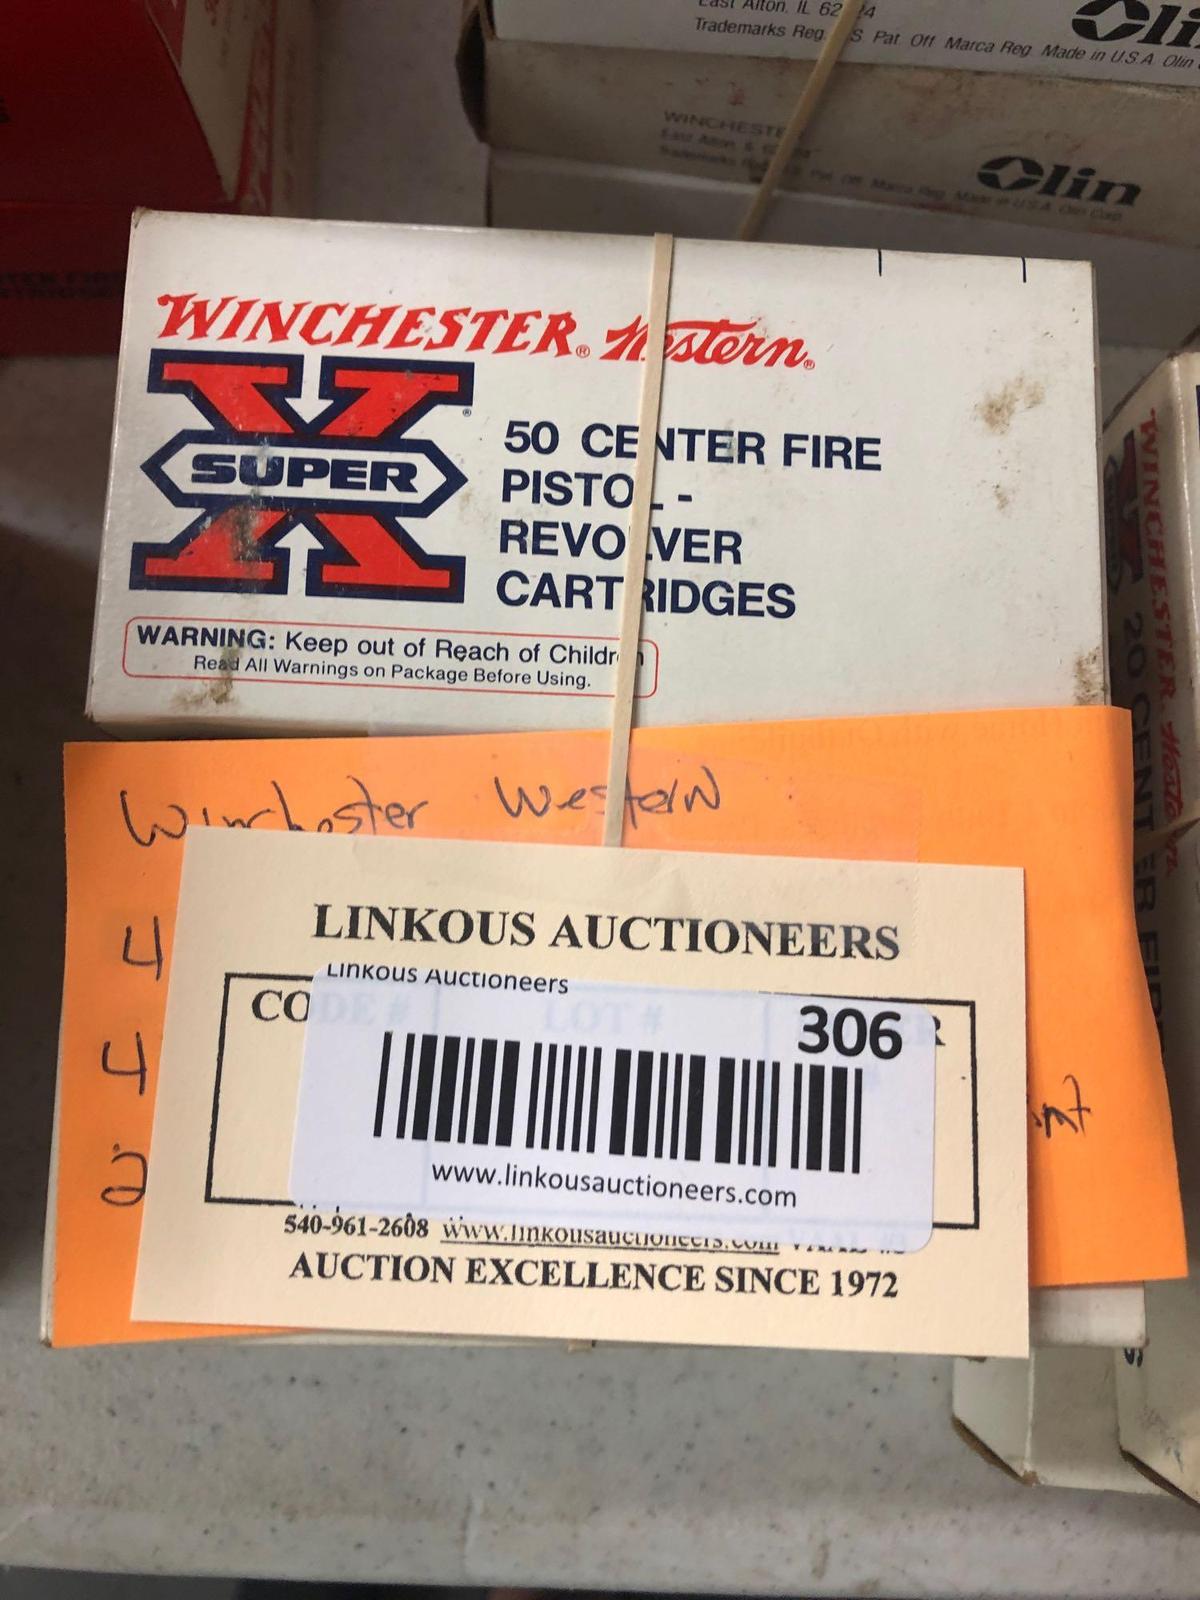 East Alton, IL 62
Trademarks Reg. U.S. Pat. Off. Marca Reg. Made in U.S.A. Olin
Olin
WINCHESTER
Olin
WINCHESTER® Western®
SUPER X®
50 CENTER FIRE
PISTOL -
REVOLVER
CARTRIDGES
WARNING: Keep out of Reach of Children
Read All Warnings on Package Before Using.
Winchester Western
4
4
2
LINKOUS AUCTIONEERS
Linkous Auctioneers
CODE #
LOT #
306
www.linkousauctioneers.com
540-961-2608 www.linkousauctioneers.com VAAL #
AUCTION EXCELLENCE SINCE 1972
WINCHESTER Western
20 CENTER FIRE